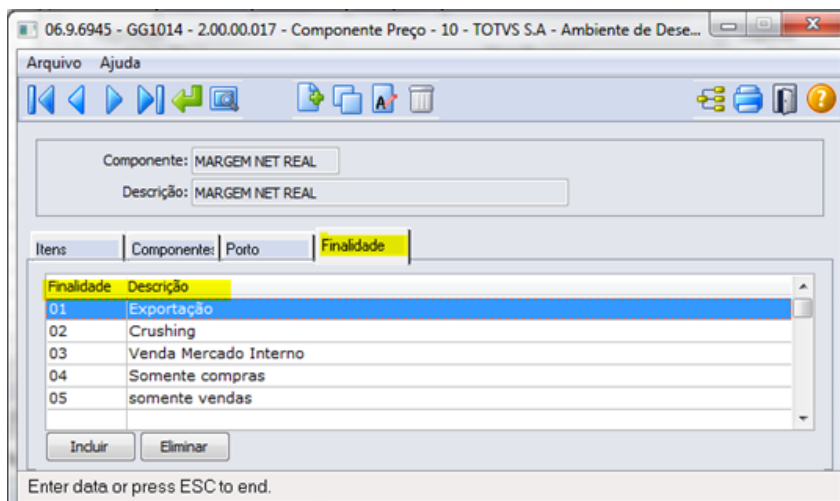 06.9.6945 - GG1014 - 2.00.00.017 - Componente Preço - 10 - TOTVS S.A - Ambiente de Dese...
Arquivo Ajuda
Componente: MARGEM NET REAL
Descrição: MARGEM NET REAL
Itens Componente: Porto Finalidade
Finalidade Descrição
01 Exportação
02 Crushing
03 Venda Mercado Interno
04 Somente compras
05 somente vendas
Incluir Eliminar
Enter data or press ESC to end.